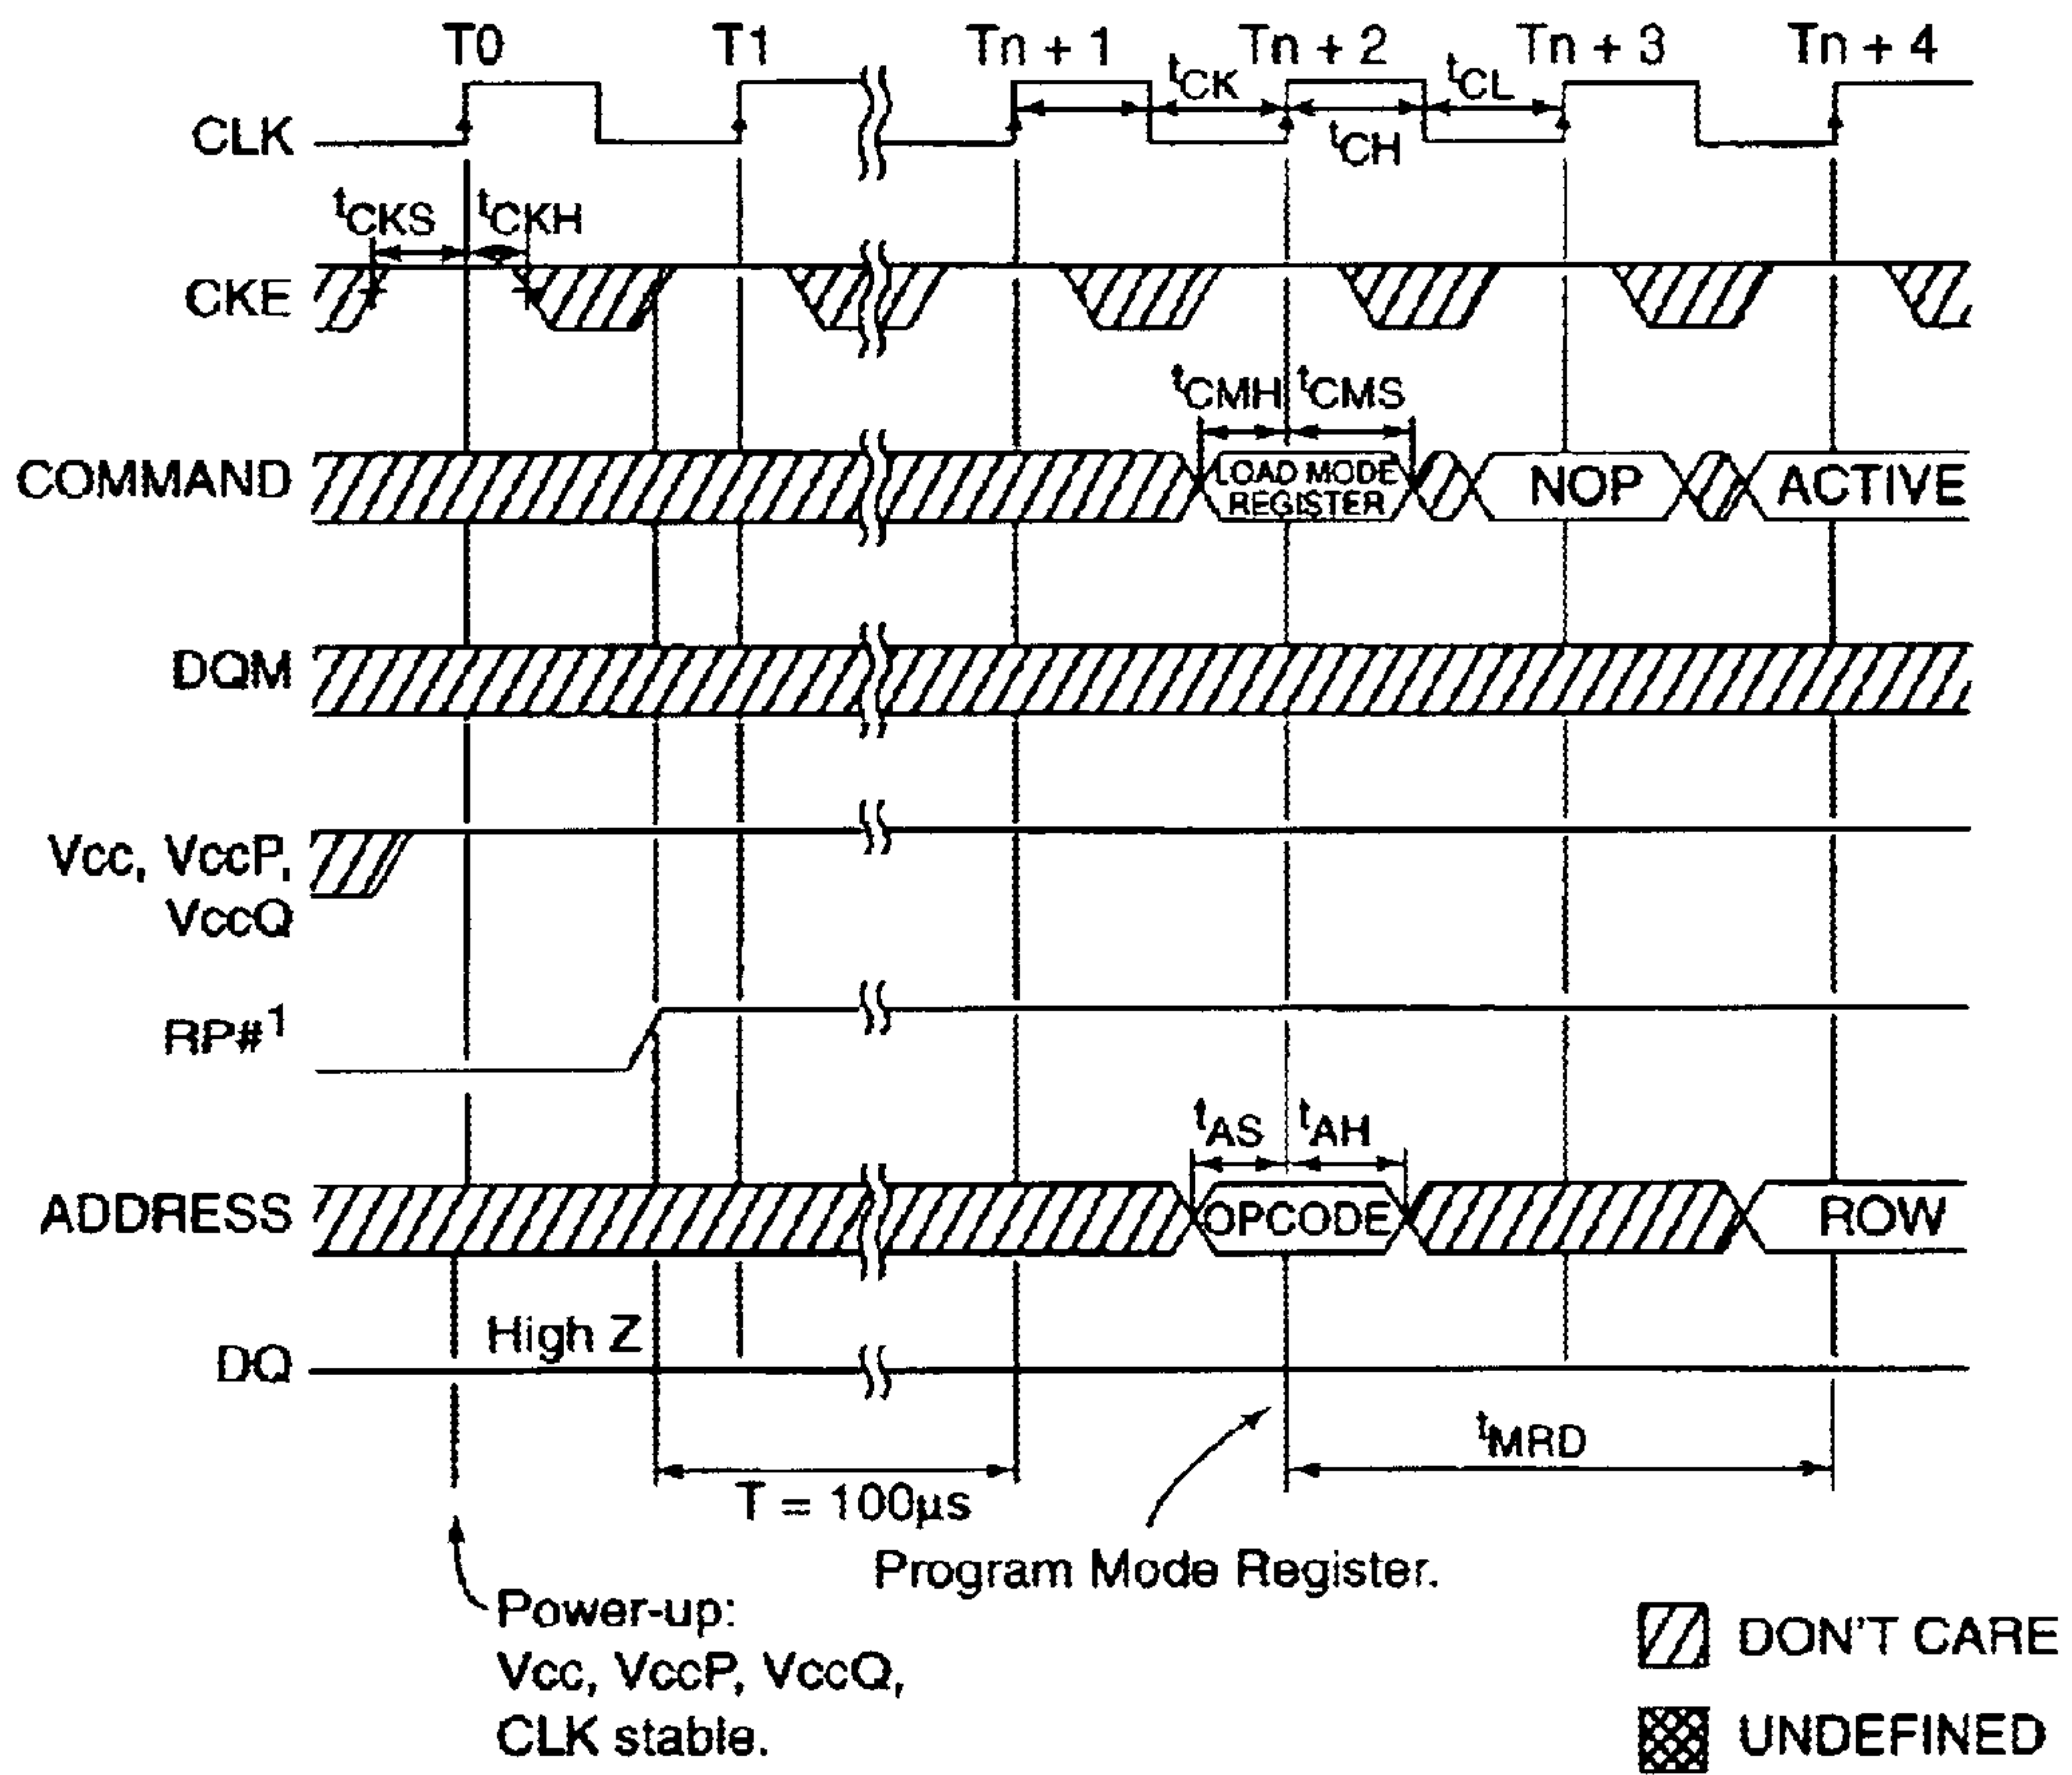 T0 T1 Tn + 1 Tn + 2 Tn + 3 Tn + 4
tCK tCL
CLK
tCH
tCKS tCKH
CKE
tCMH tCMS
COMMAND
LOAD MODE
REGISTER
NOP
ACTIVE
DQM
Vcc, VccP,
VccQ
RP#1
tAS tAH
ADDRESS
OPCODE
ROW
High Z
DQ
tMRD
T = 100µs
Program Mode Register.
Power-up:
Vcc, VccP, VccQ,
CLK stable.
DON'T CARE
UNDEFINED